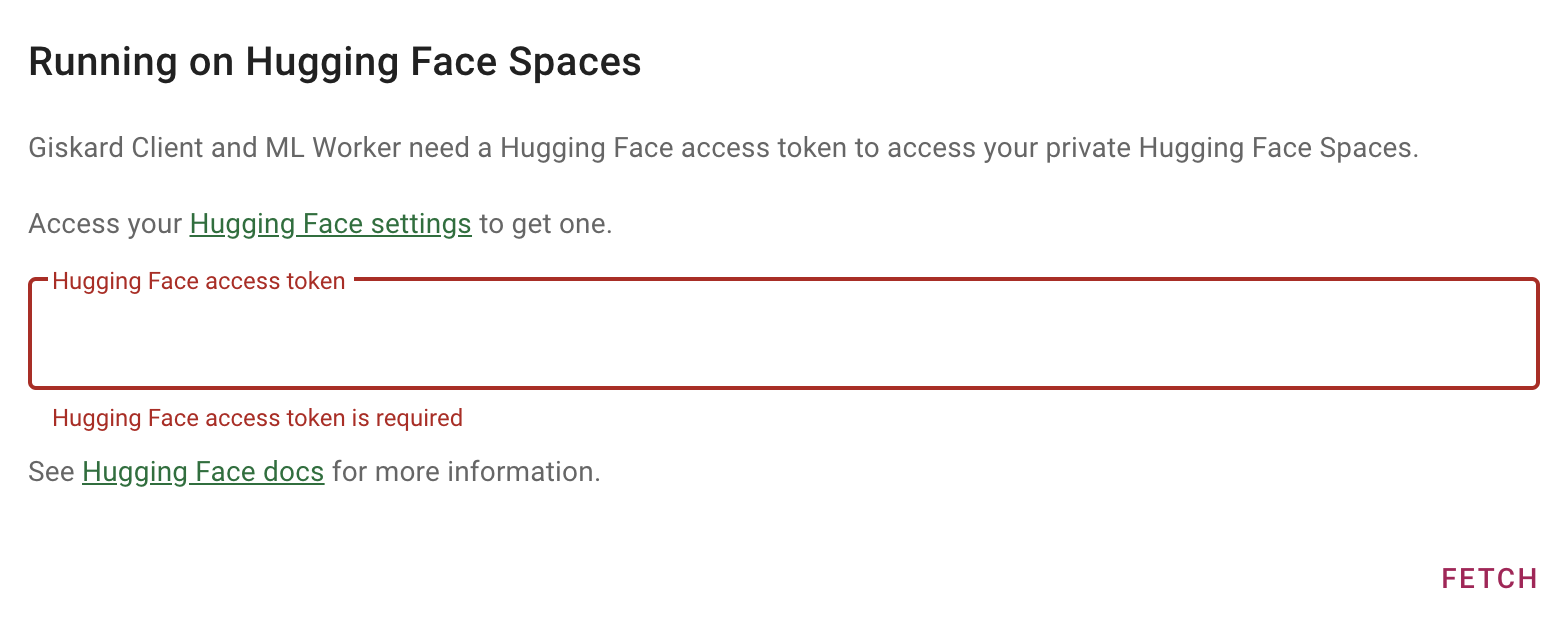 Running on Hugging Face Spaces
Giskard Client and ML Worker need a Hugging Face access token to access your private Hugging Face Spaces.
Access your Hugging Face settings to get one.
Hugging Face access token
Hugging Face access token is required
See Hugging Face docs for more information.
FETCH